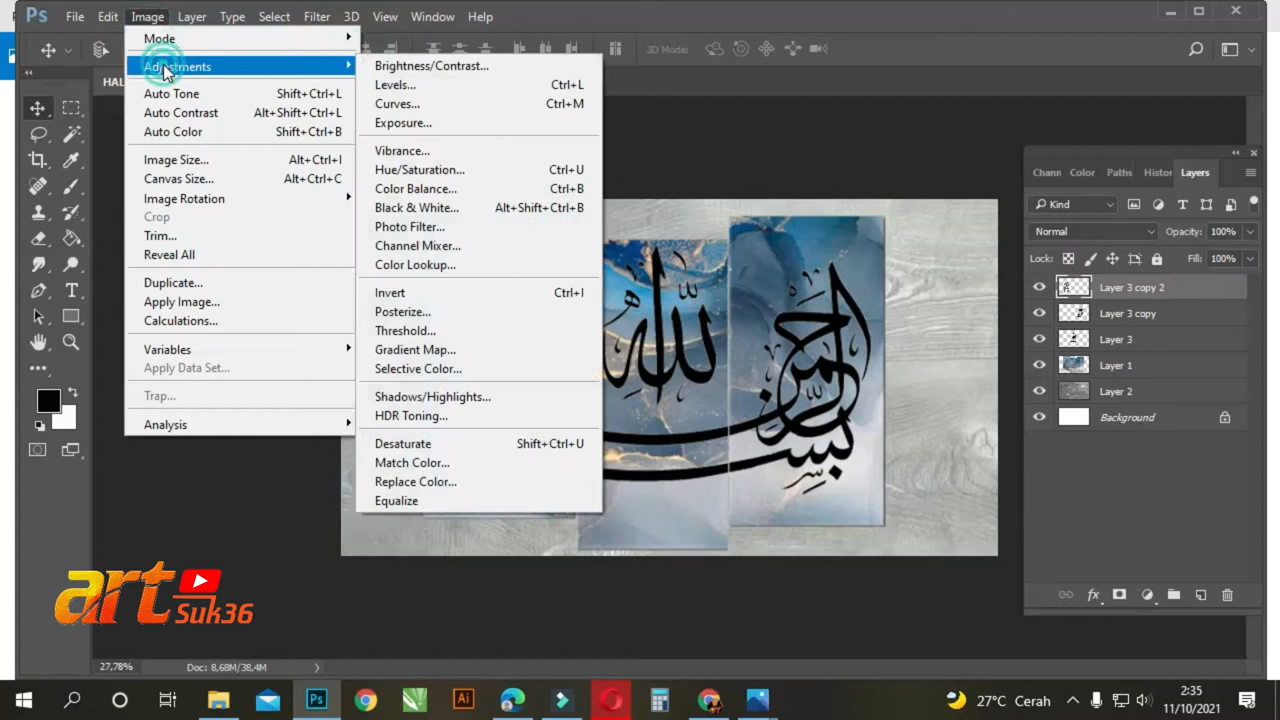 Ps File Edit Image Layer Type Select Filter 3D View Window Help
Mode
3D Mode:
HAL
Adjustments
Auto Tone Shift+Ctrl+L
Auto Contrast Alt+Shift+Ctrl+L
Auto Color Shift+Ctrl+B
Image Size... Alt+Ctrl+I
Canvas Size... Alt+Ctrl+C
Image Rotation
Crop
Trim...
Reveal All
Duplicate...
Apply Image...
Calculations...
Variables
Apply Data Set...
Trap...
Analysis
Brightness/Contrast...
Levels... Ctrl+L
Curves... Ctrl+M
Exposure...
Vibrance...
Hue/Saturation... Ctrl+U
Color Balance... Ctrl+B
Black & White... Alt+Shift+Ctrl+B
Photo Filter...
Channel Mixer...
Color Lookup...
Invert Ctrl+I
Posterize...
Threshold...
Gradient Map...
Selective Color...
Shadows/Highlights...
HDR Toning...
Desaturate Shift+Ctrl+U
Match Color...
Replace Color...
Equalize
Chann Color Paths Histor Layers
Kind
Normal Opacity: 100%
Lock: Fill: 100%
Layer 3 copy 2
Layer 3 copy
Layer 3
Layer 1
Layer 2
Background
بسم الله الرحمن
art
Suk36
27,78% Doc: 8,68M/38,4M
Ps Ai 27°C Cerah 2:35
11/10/2021